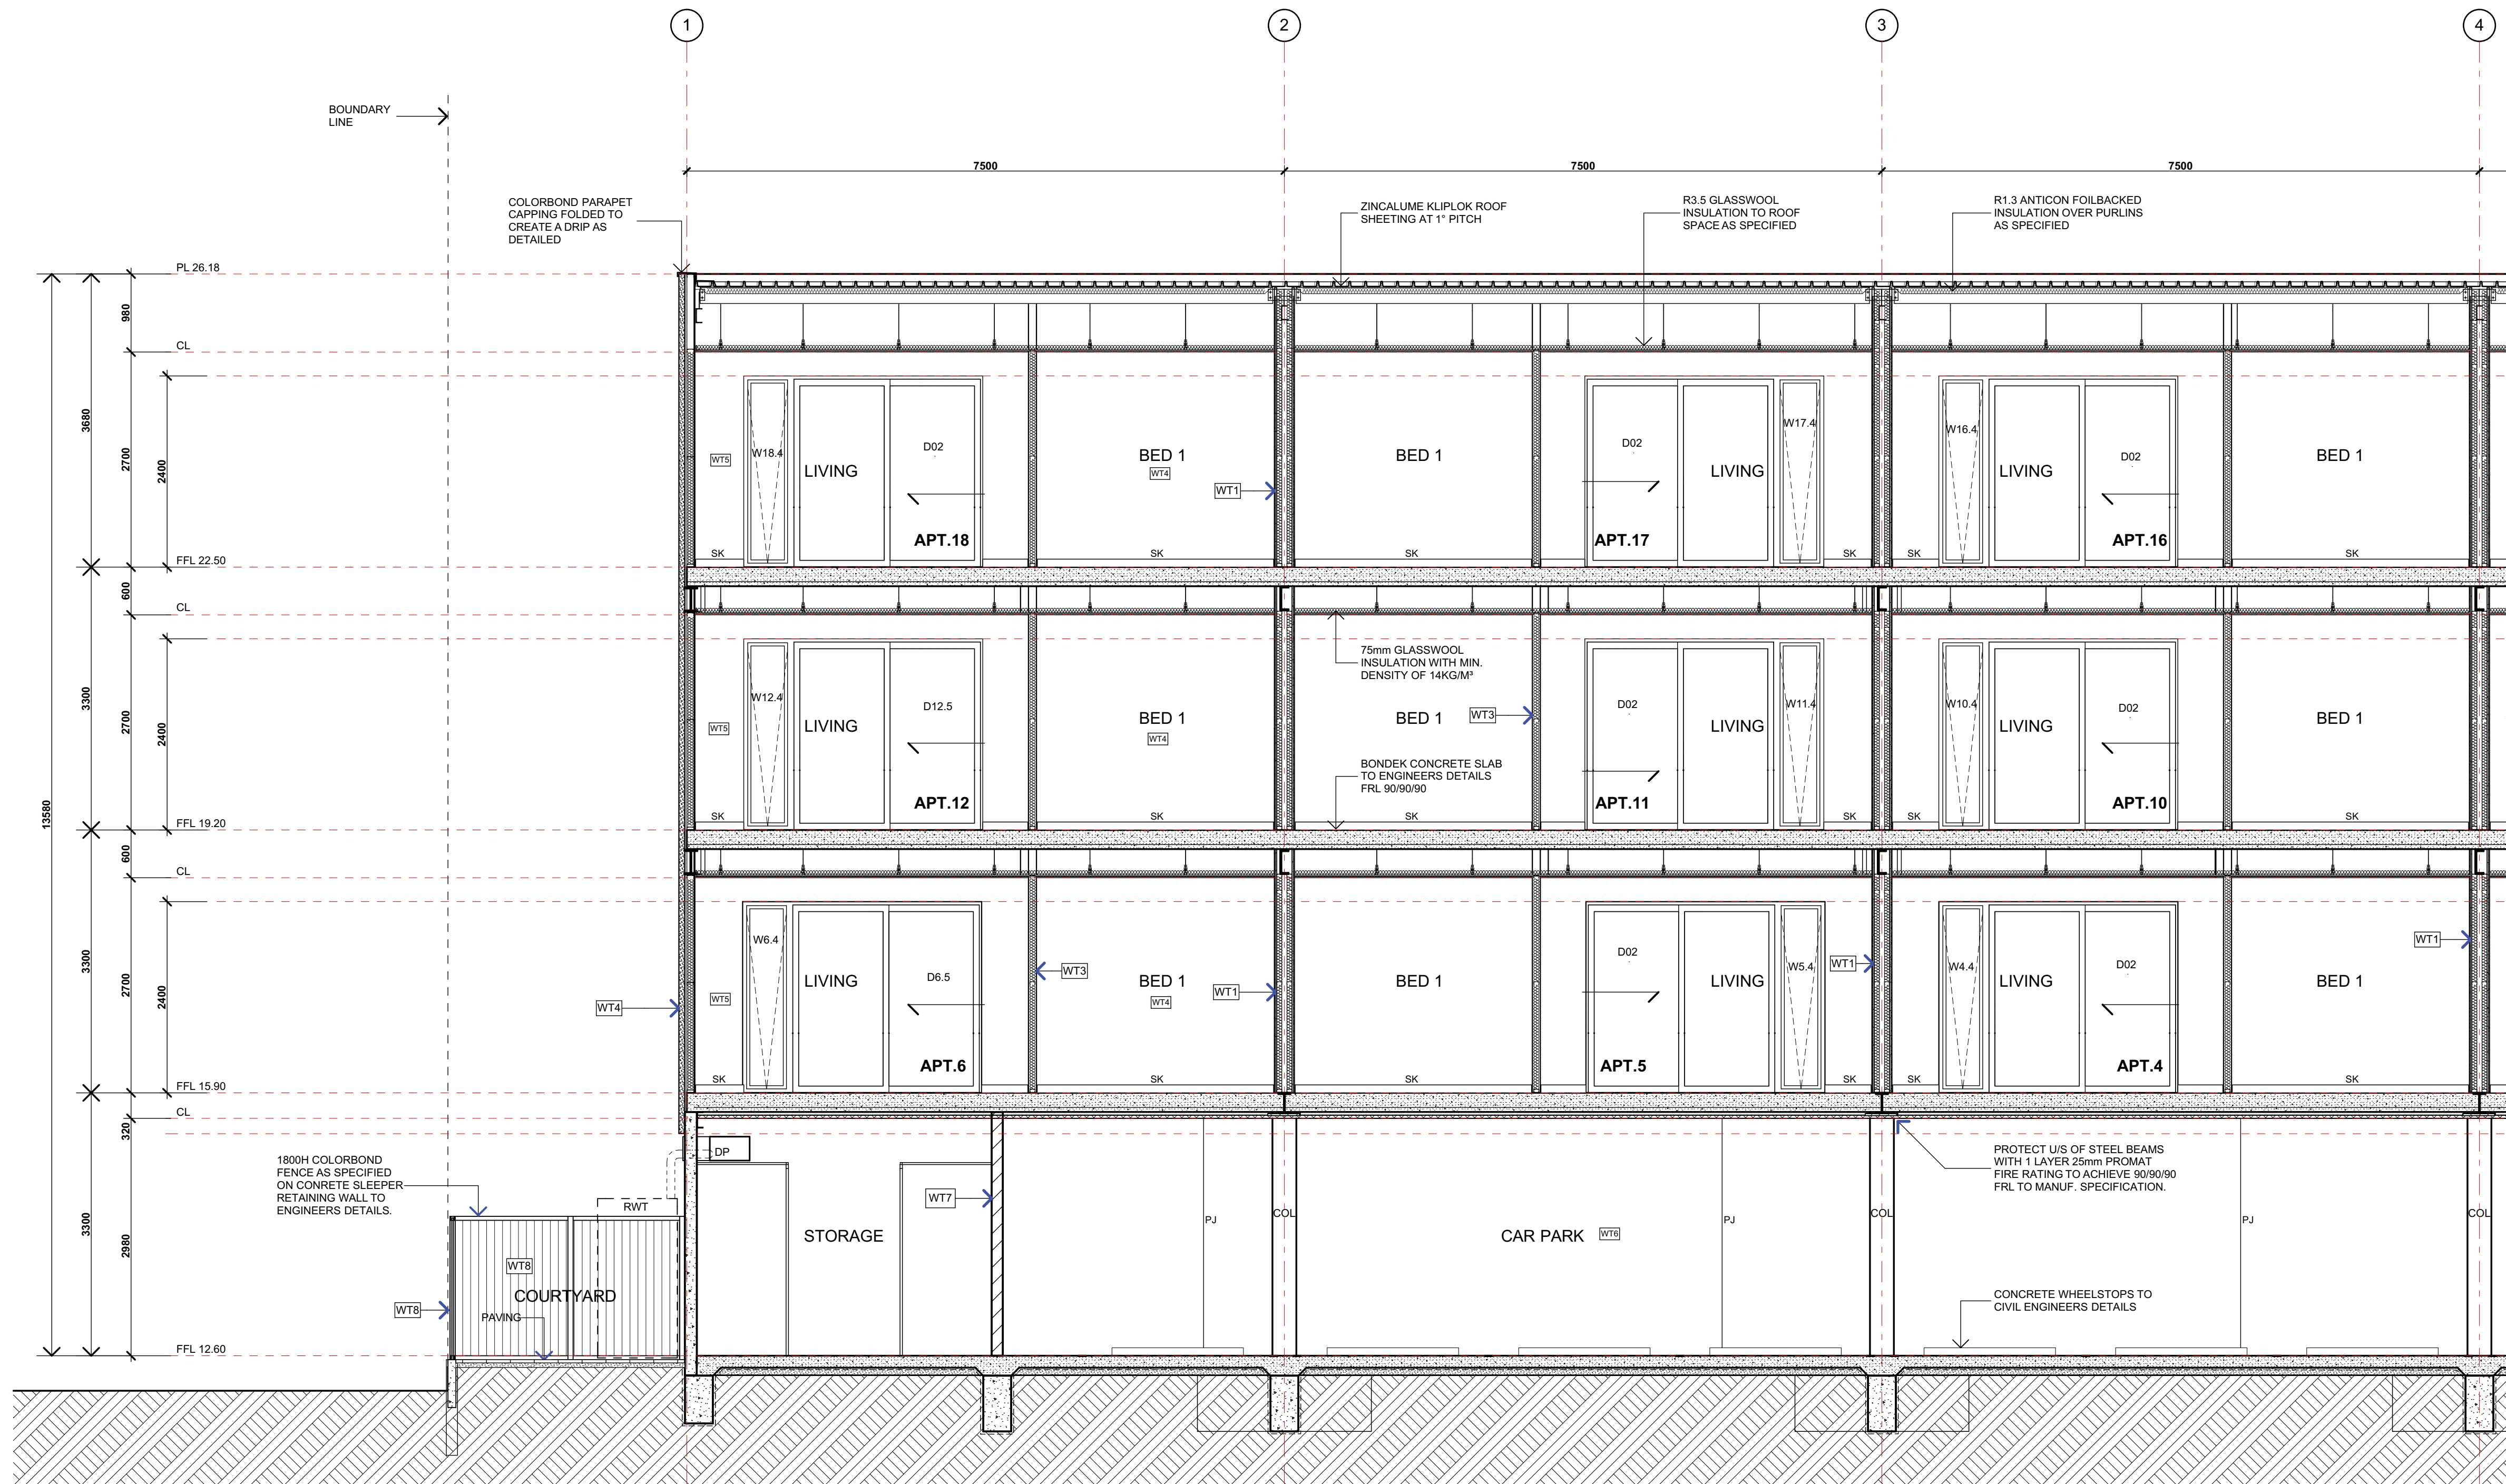 1
2
3
4
BOUNDARY
LINE
7500
7500
7500
COLORBOND PARAPET
CAPPING FOLDED TO
CREATE A DRIP AS
DETAILED
ZINCALUME KLIPLOK ROOF
SHEETING AT 1° PITCH
R3.5 GLASSWOOL
INSULATION TO ROOF
SPACE AS SPECIFIED
R1.3 ANTICON FOILBACKED
INSULATION OVER PURLINS
AS SPECIFIED
PL 26.18
980
CL
3680
2700
2400
WT5
W18.4
LIVING
D02
APT.18
BED 1
WT4
WT1
BED 1
D02
APT.17
LIVING
W17.4
W16.4
LIVING
D02
APT.16
BED 1
SK
SK
SK
SK
SK
SK
FFL 22.50
600
CL
3300
2700
2400
13580
75mm GLASSWOOL
INSULATION WITH MIN.
DENSITY OF 14KG/M³
WT5
W12.4
LIVING
D12.5
APT.12
BED 1
WT4
BED 1
WT3
D02
APT.11
LIVING
W11.4
W10.4
LIVING
D02
APT.10
BED 1
BONDEK CONCRETE SLAB
TO ENGINEERS DETAILS
FRL 90/90/90
SK
SK
SK
SK
SK
SK
FFL 19.20
600
CL
3300
2700
2400
WT4
WT5
W6.4
LIVING
D6.5
APT.6
WT3
BED 1
WT4
WT1
BED 1
D02
APT.5
LIVING
W5.4
WT1
W4.4
LIVING
D02
APT.4
BED 1
WT1
SK
SK
SK
SK
SK
SK
FFL 15.90
CL
320
3300
2980
1800H COLORBOND
FENCE AS SPECIFIED
ON CONRETE SLEEPER
RETAINING WALL TO
ENGINEERS DETAILS.
DP
RWT
WT7
STORAGE
PJ
COL
CAR PARK
WT6
PJ
COL
PROTECT U/S OF STEEL BEAMS
WITH 1 LAYER 25mm PROMAT
FIRE RATING TO ACHIEVE 90/90/90
FRL TO MANUF. SPECIFICATION.
PJ
COL
WT8
WT8
COURTYARD
PAVING
CONCRETE WHEELSTOPS TO
CIVIL ENGINEERS DETAILS
FFL 12.60